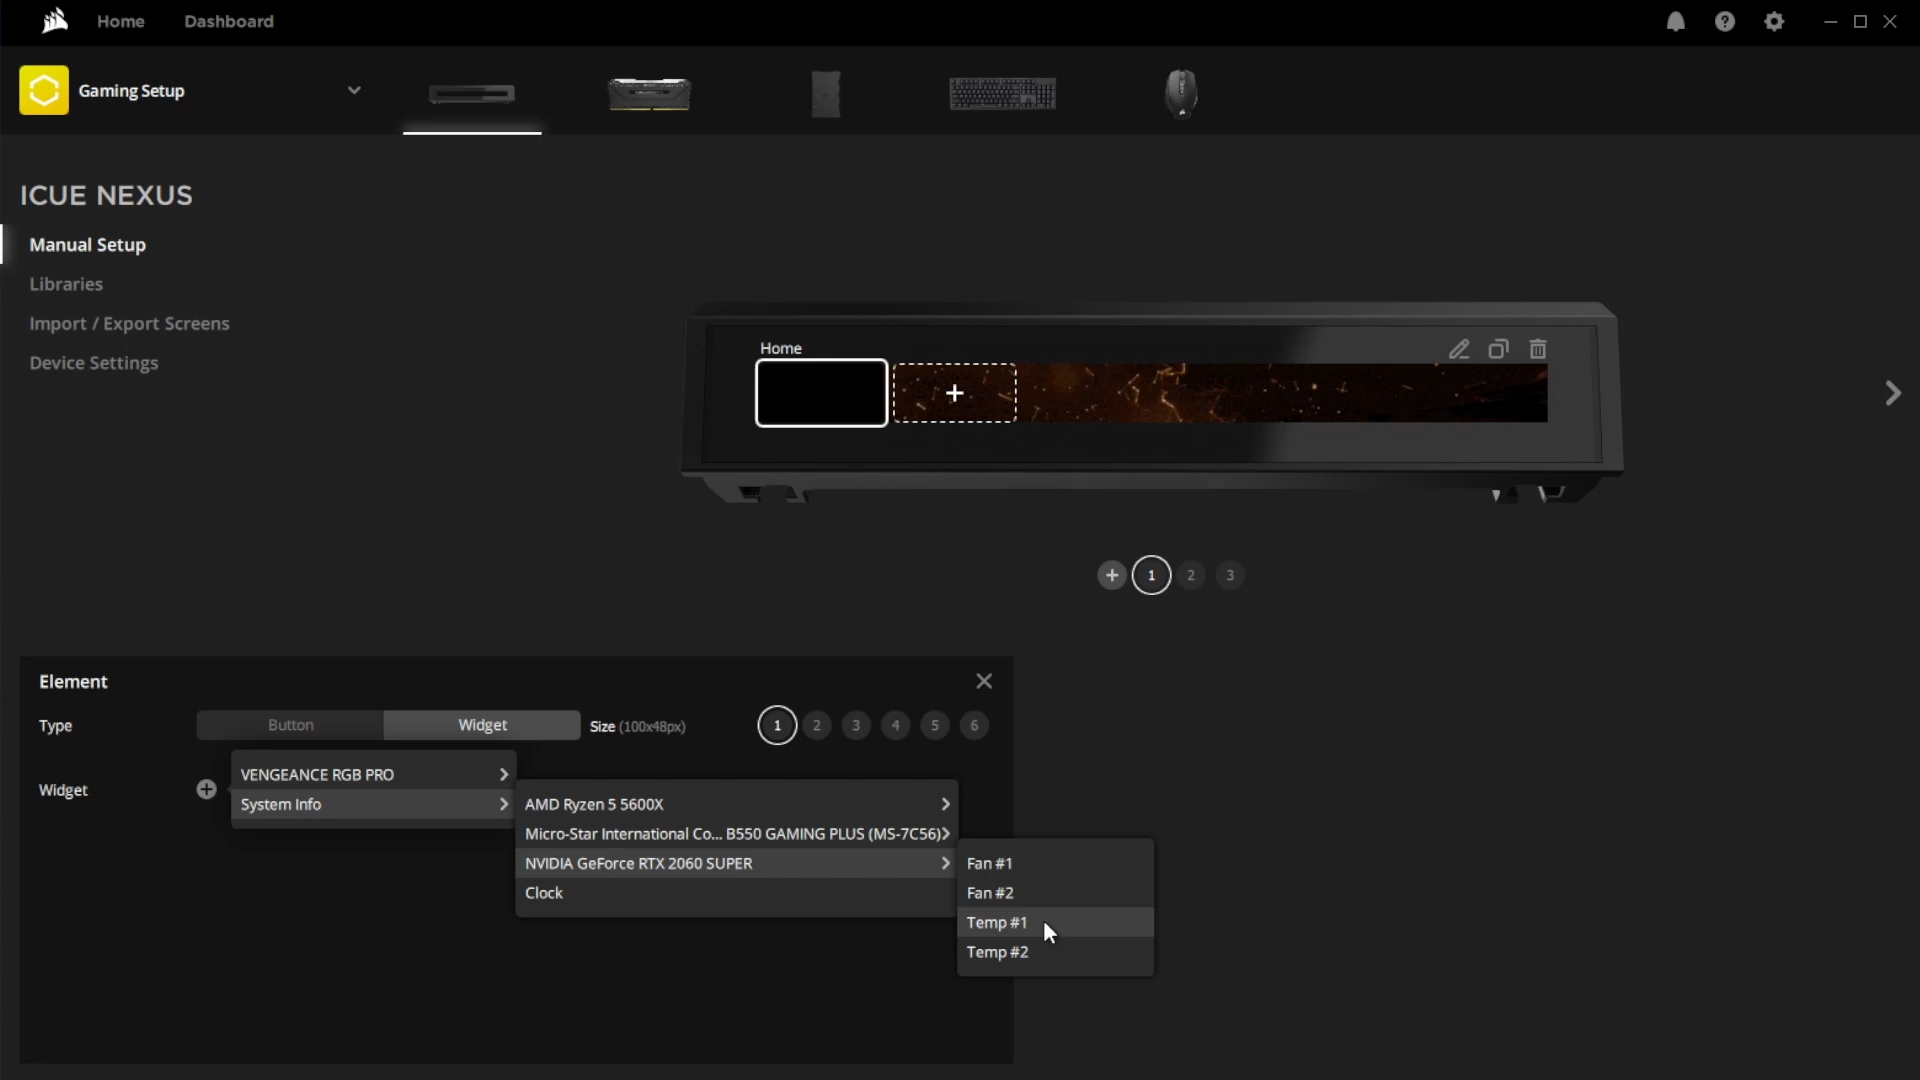 Home
Dashboard
Gaming Setup
ICUE NEXUS
Manual Setup
Libraries
Import / Export Screens
Device Settings
Home
+
+ 1 2 3
Element
Type
Button
Widget
Size (100x48px)
1 2 3 4 5 6
Widget
VENGEANCE RGB PRO
System Info
AMD Ryzen 5 5600X
Micro-Star International Co... B550 GAMING PLUS (MS-7C56)
NVIDIA GeForce RTX 2060 SUPER
Clock
Fan #1
Fan #2
Temp #1
Temp #2